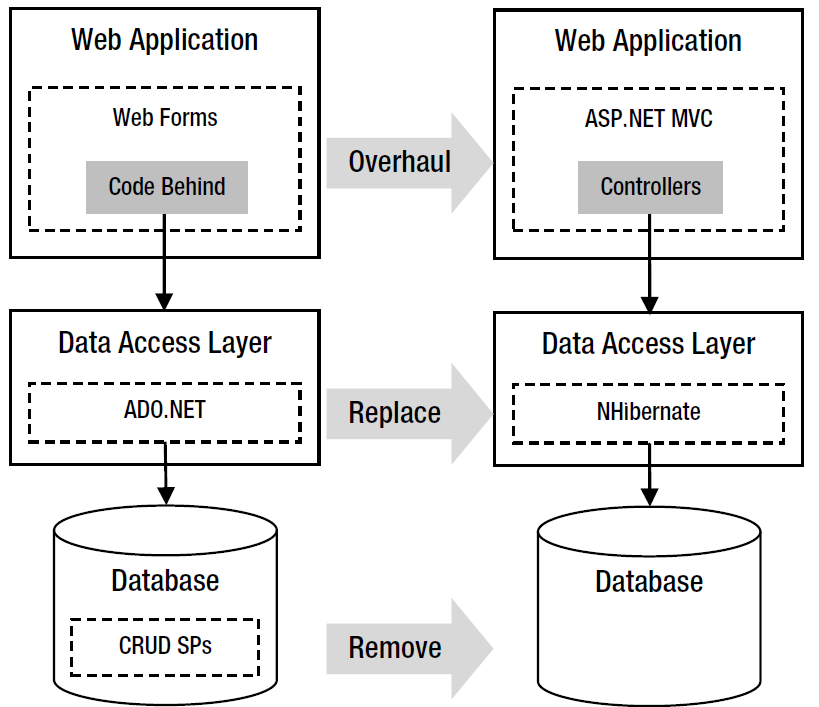 Web Application
Web Forms
Code Behind
Overhaul
Web Application
ASP.NET MVC
Controllers
Data Access Layer
ADO.NET
Replace
Data Access Layer
NHibernate
Database
CRUD SPs
Remove
Database